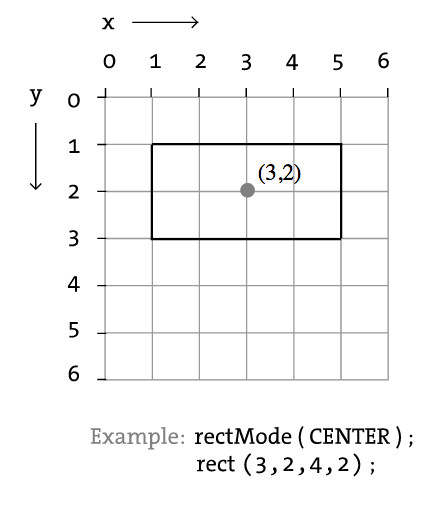 x
0 1 2 3 4 5 6
y
0
1
(3,2)
2
3
4
5
6
Example: rectMode(CENTER);
rect(3,2,4,2);